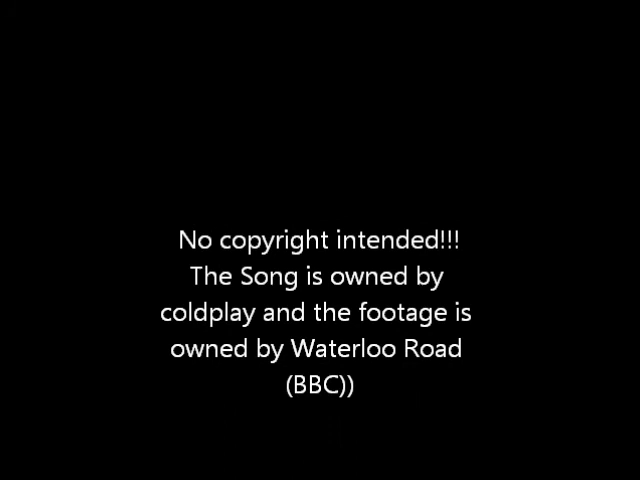 No copyright intended!!!
The Song is owned by
coldplay and the footage is
owned by Waterloo Road
(BBC))